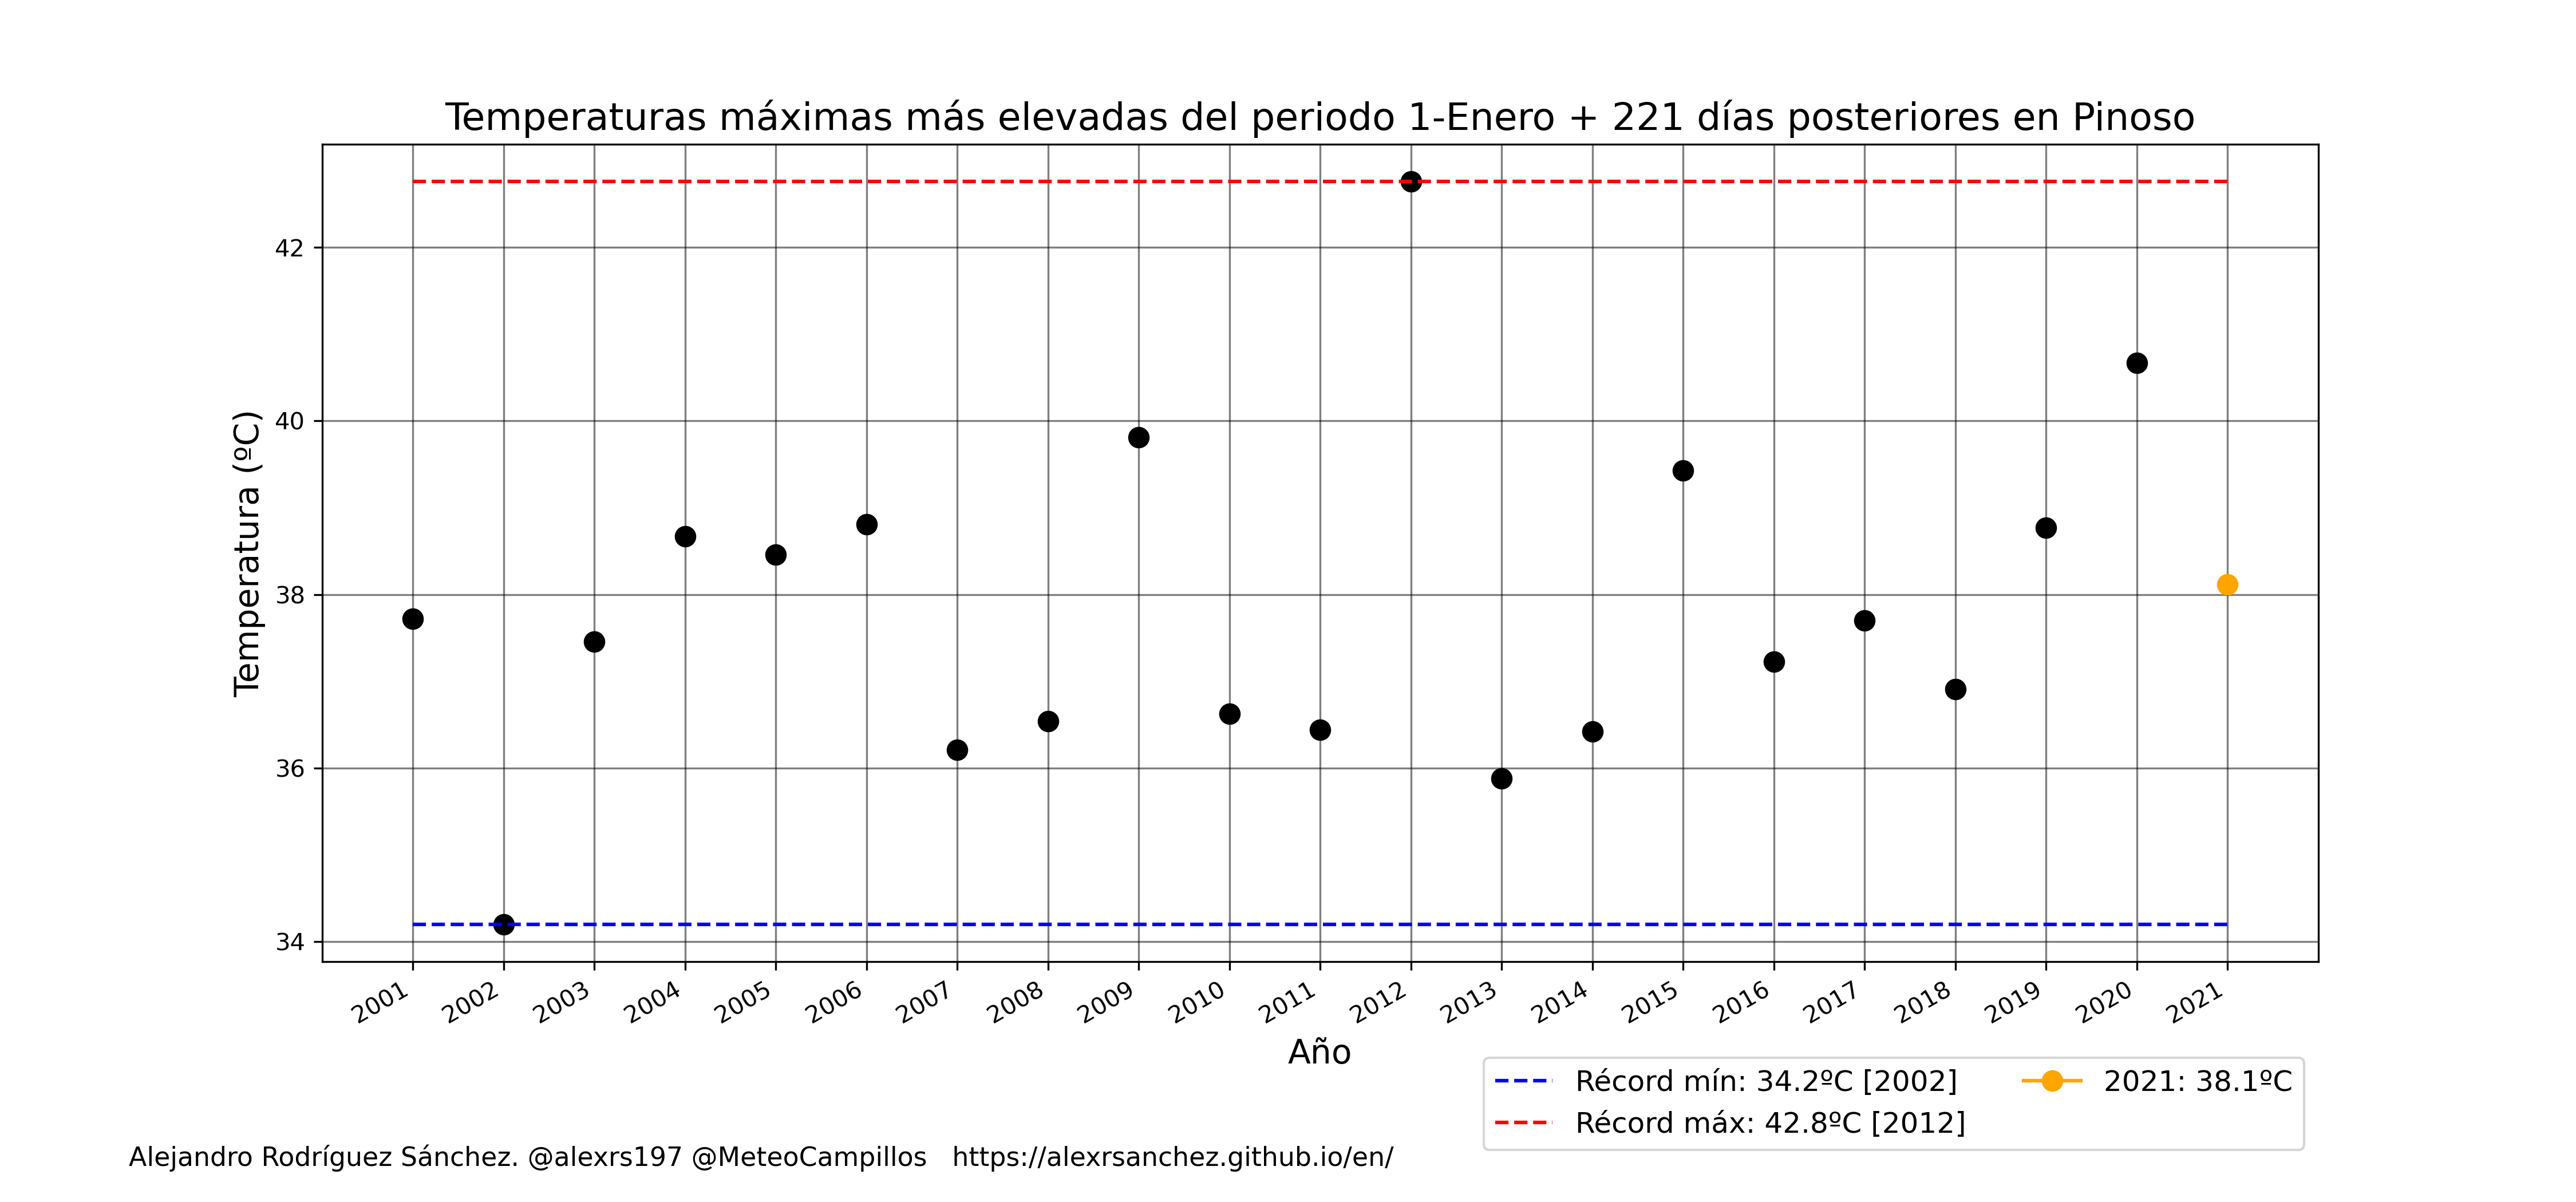 Temperaturas máximas más elevadas del periodo 1-Enero + 221 días posteriores en Pinoso
Temperatura (ºC)
42
40
38
36
34
2001 2002 2003 2004 2005 2006 2007 2008 2009 2010 2011 2012 2013 2014 2015 2016 2017 2018 2019 2020 2021
Año
Récord mín: 34.2ºC [2002]
Récord máx: 42.8ºC [2012]
2021: 38.1ºC
Alejandro Rodríguez Sánchez. @alexrs197 @MeteoCampillos https://alexrsanchez.github.io/en/